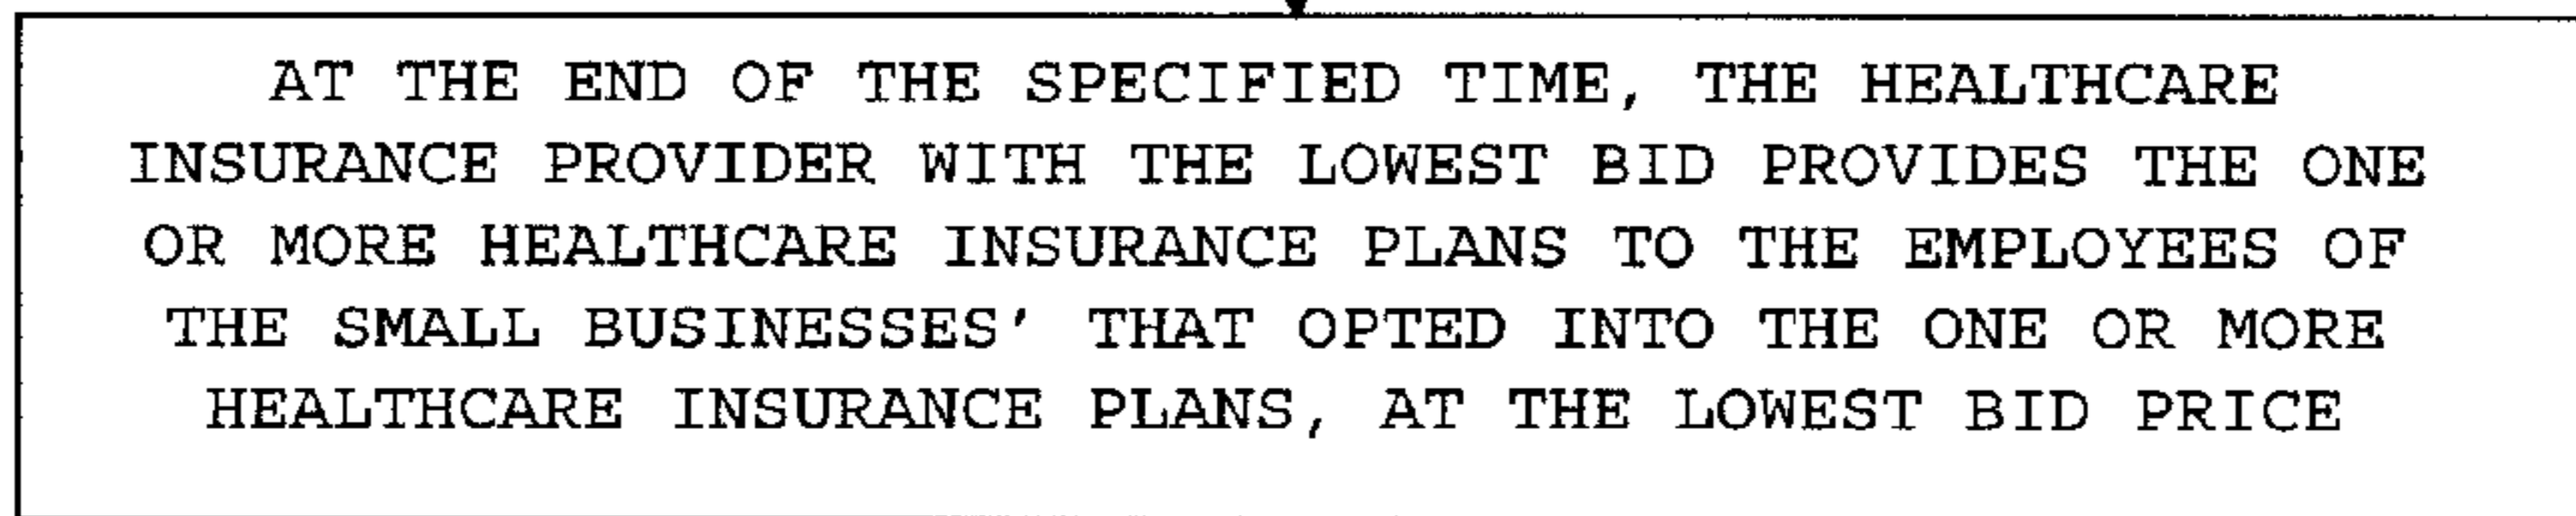 AT THE END OF THE SPECIFIED TIME, THE HEALTHCARE
INSURANCE PROVIDER WITH THE LOWEST BID PROVIDES THE ONE
OR MORE HEALTHCARE INSURANCE PLANS TO THE EMPLOYEES OF
THE SMALL BUSINESSES' THAT OPTED INTO THE ONE OR MORE
HEALTHCARE INSURANCE PLANS, AT THE LOWEST BID PRICE